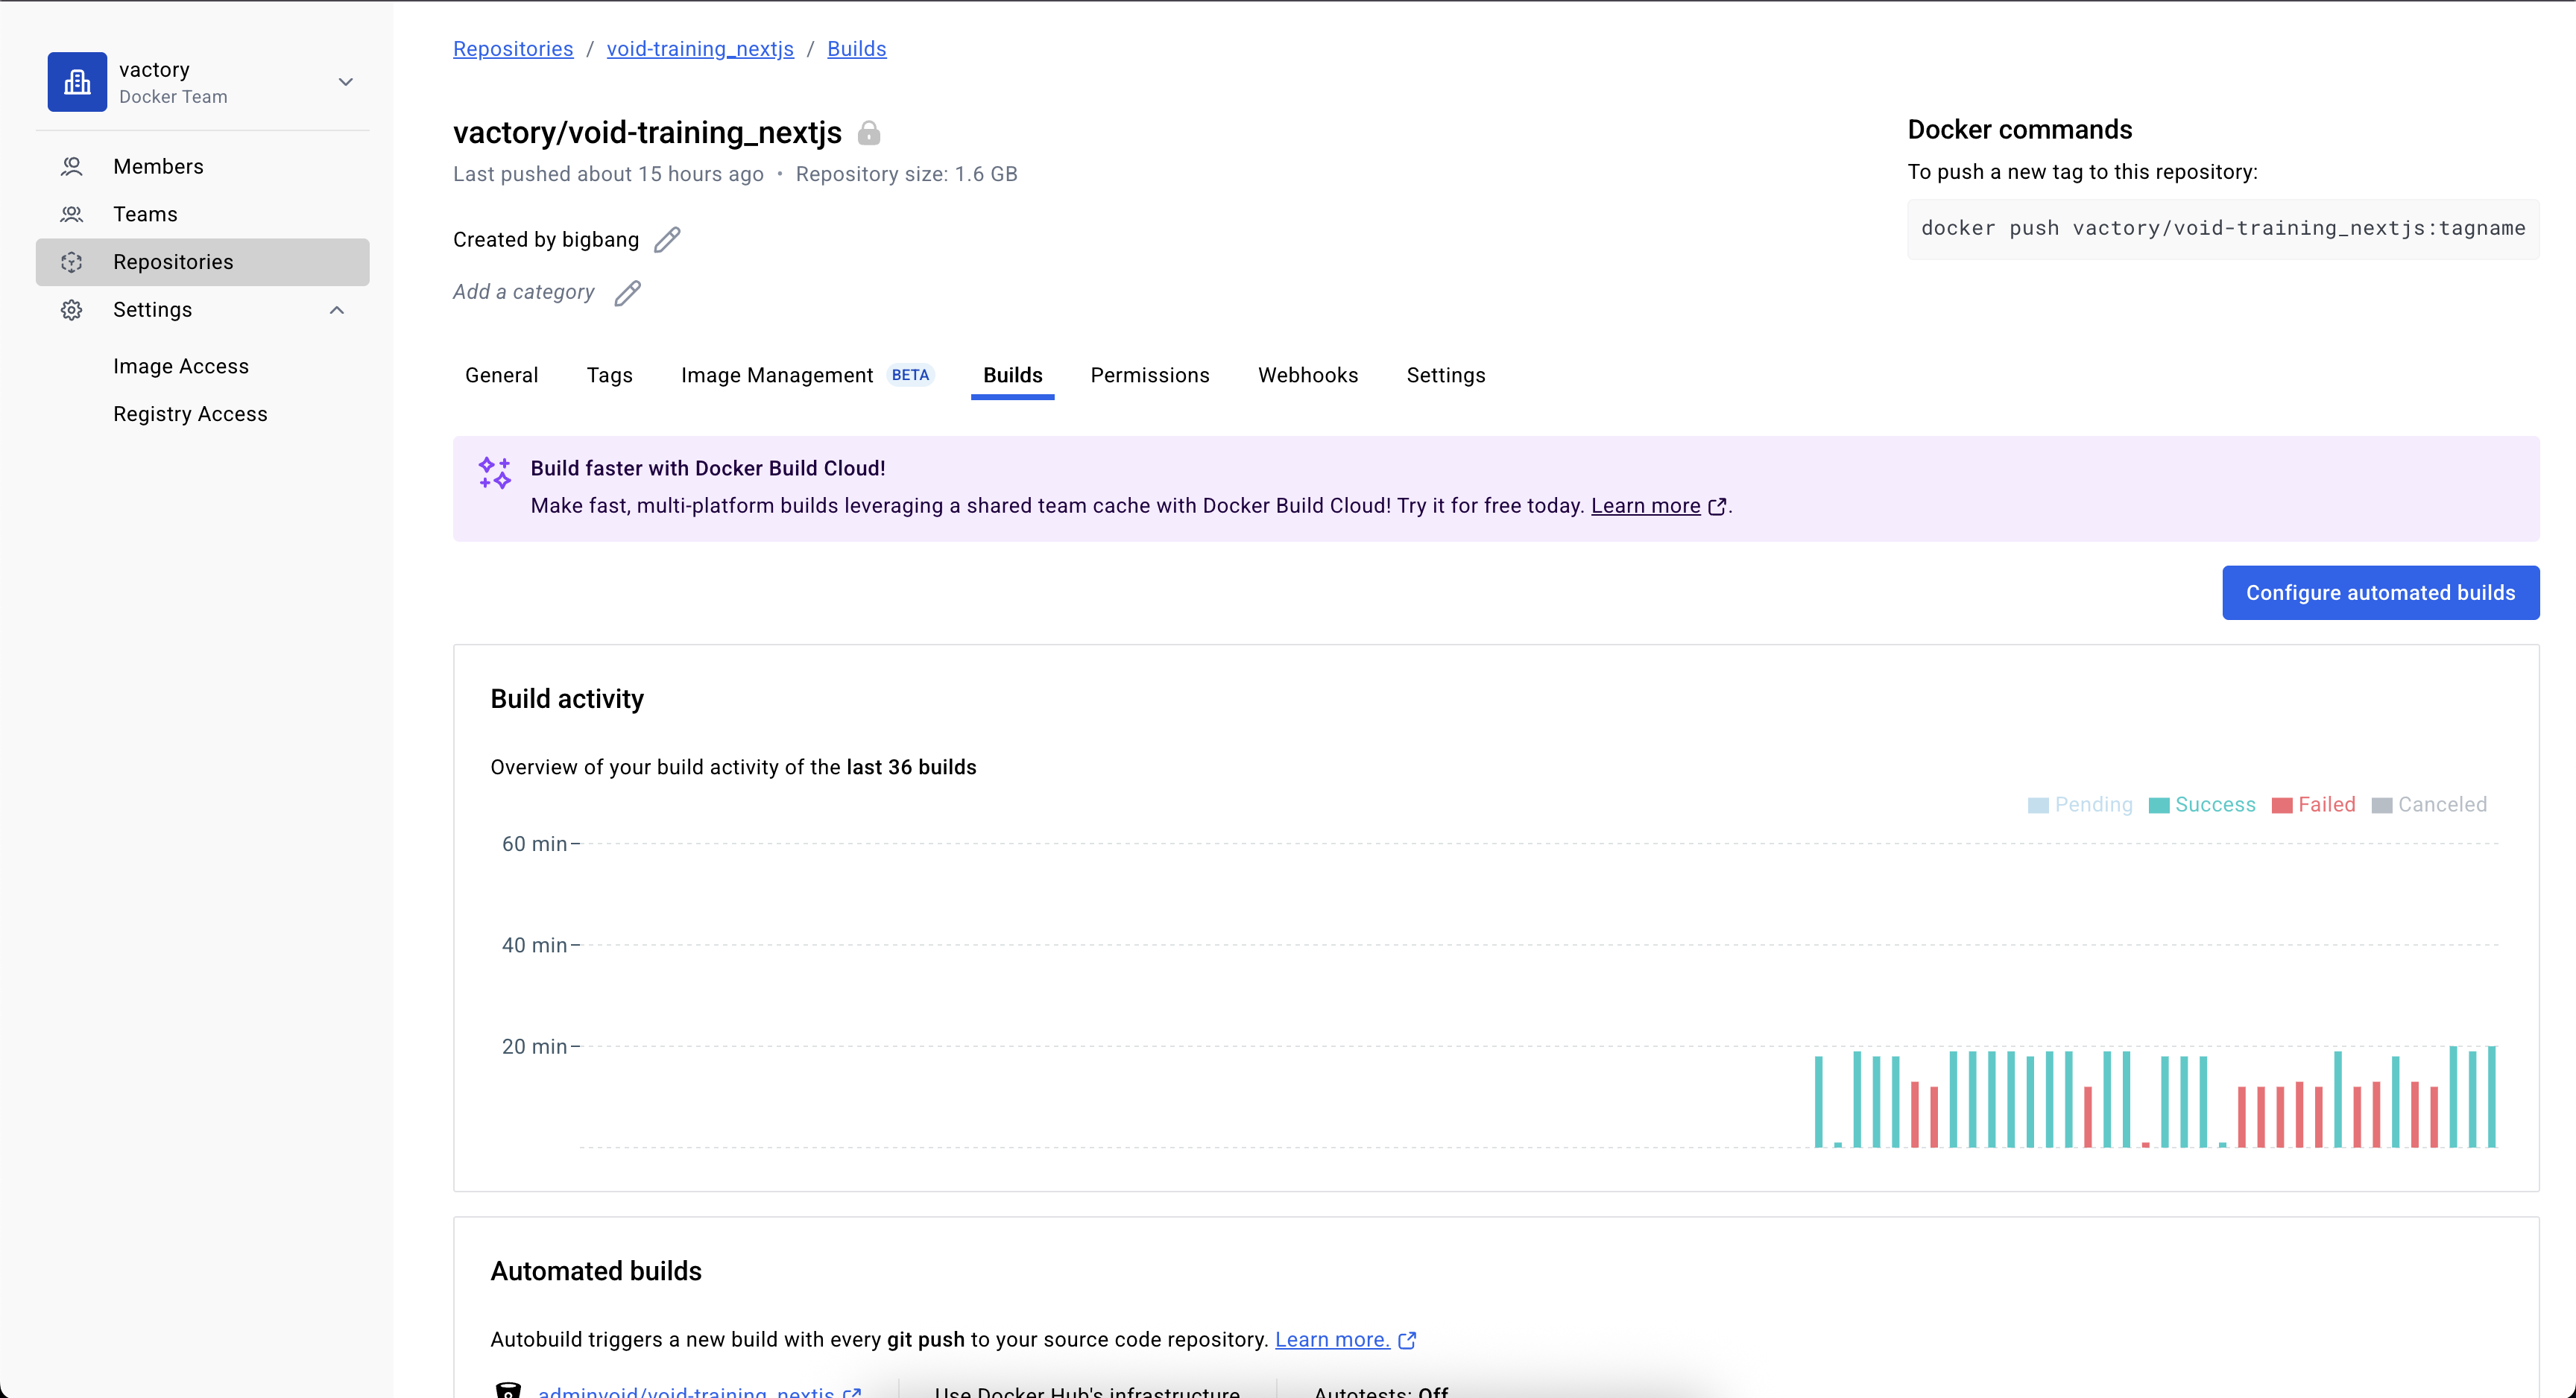 vactory
Docker Team
Members
Teams
Repositories
Settings
Image Access
Registry Access
Repositories / void-training_nextjs / Builds
vactory/void-training_nextjs
Last pushed about 15 hours ago • Repository size: 1.6 GB
Created by bigbang
Add a category
Docker commands
To push a new tag to this repository:
docker push vactory/void-training_nextjs:tagname
General Tags Image Management BETA Builds Permissions Webhooks Settings
Build faster with Docker Build Cloud!
Make fast, multi-platform builds leveraging a shared team cache with Docker Build Cloud! Try it for free today. Learn more.
Configure automated builds
Build activity
Overview of your build activity of the last 36 builds
Pending Success Failed Canceled
60 min
40 min
20 min
Automated builds
Autobuild triggers a new build with every git push to your source code repository. Learn more.
adminvoid/void-training_nextjs Use Docker Hub's infrastructure Autotests: Off